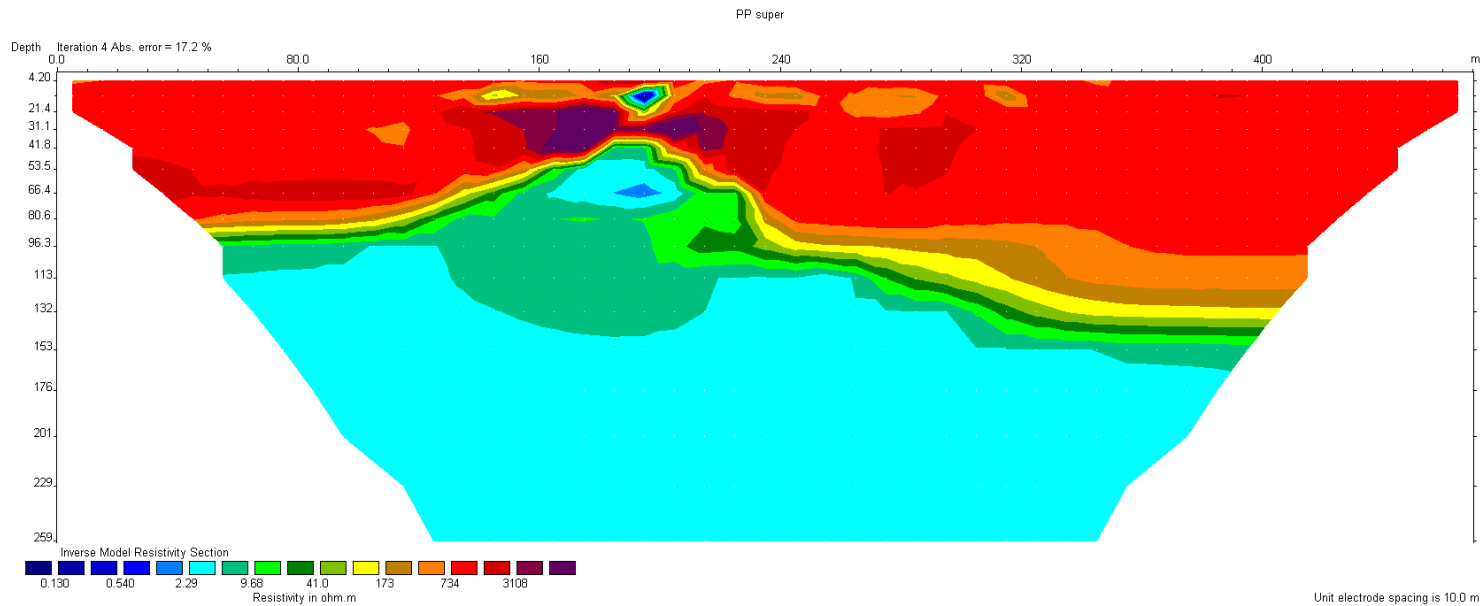 PP super
Depth Iteration 4 Abs. error = 17.2 %
0.0 80.0 160 240 320 400 m
4.20
21.4
31.1
41.8
53.5
66.4
80.6
96.3
113.
132.
153.
176.
201.
229.
259.
Inverse Model Resistivity Section
0.130 0.540 2.29 9.68 41.0 173 734 3108
Resistivity in ohm.m
Unit electrode spacing is 10.0 m